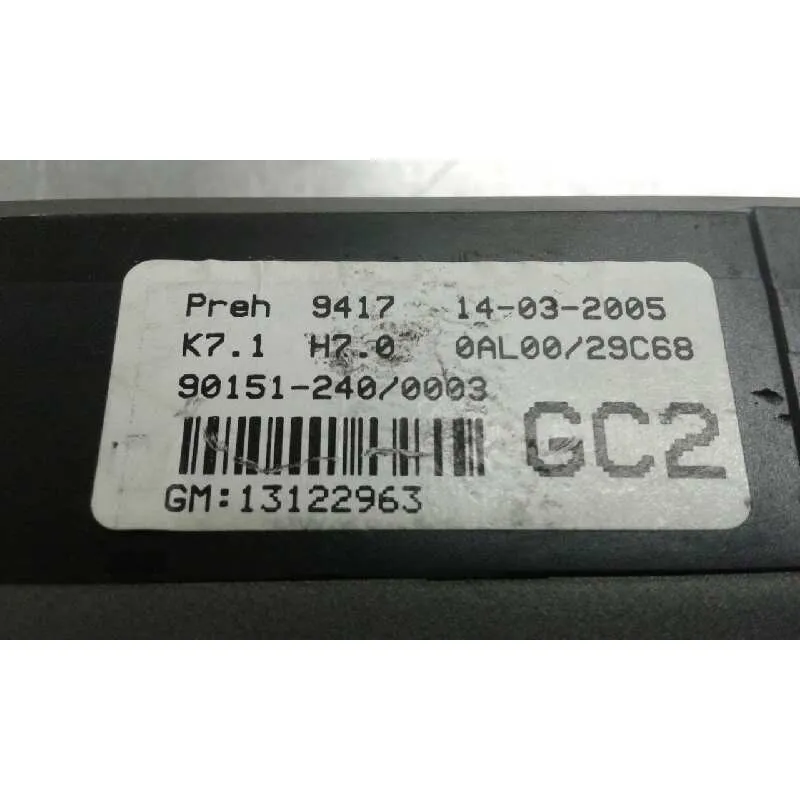 Preh 9417 14-03-2005
K7.1 H7.0 0AL00/29C68
90151-240/0003
GC2
GM:13122963